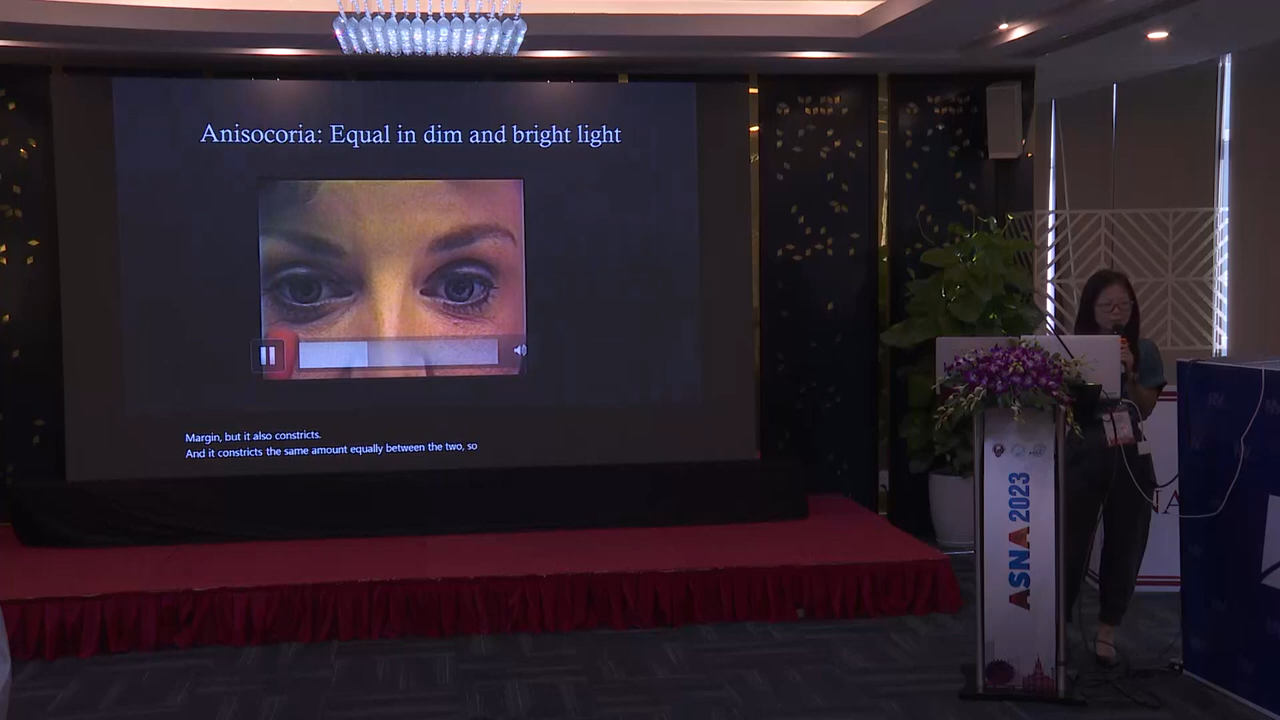 Anisocoria: Equal in dim and bright light
Margin, but it also constricts.
And it constricts the same amount equally between the two, so
ASNA 2023